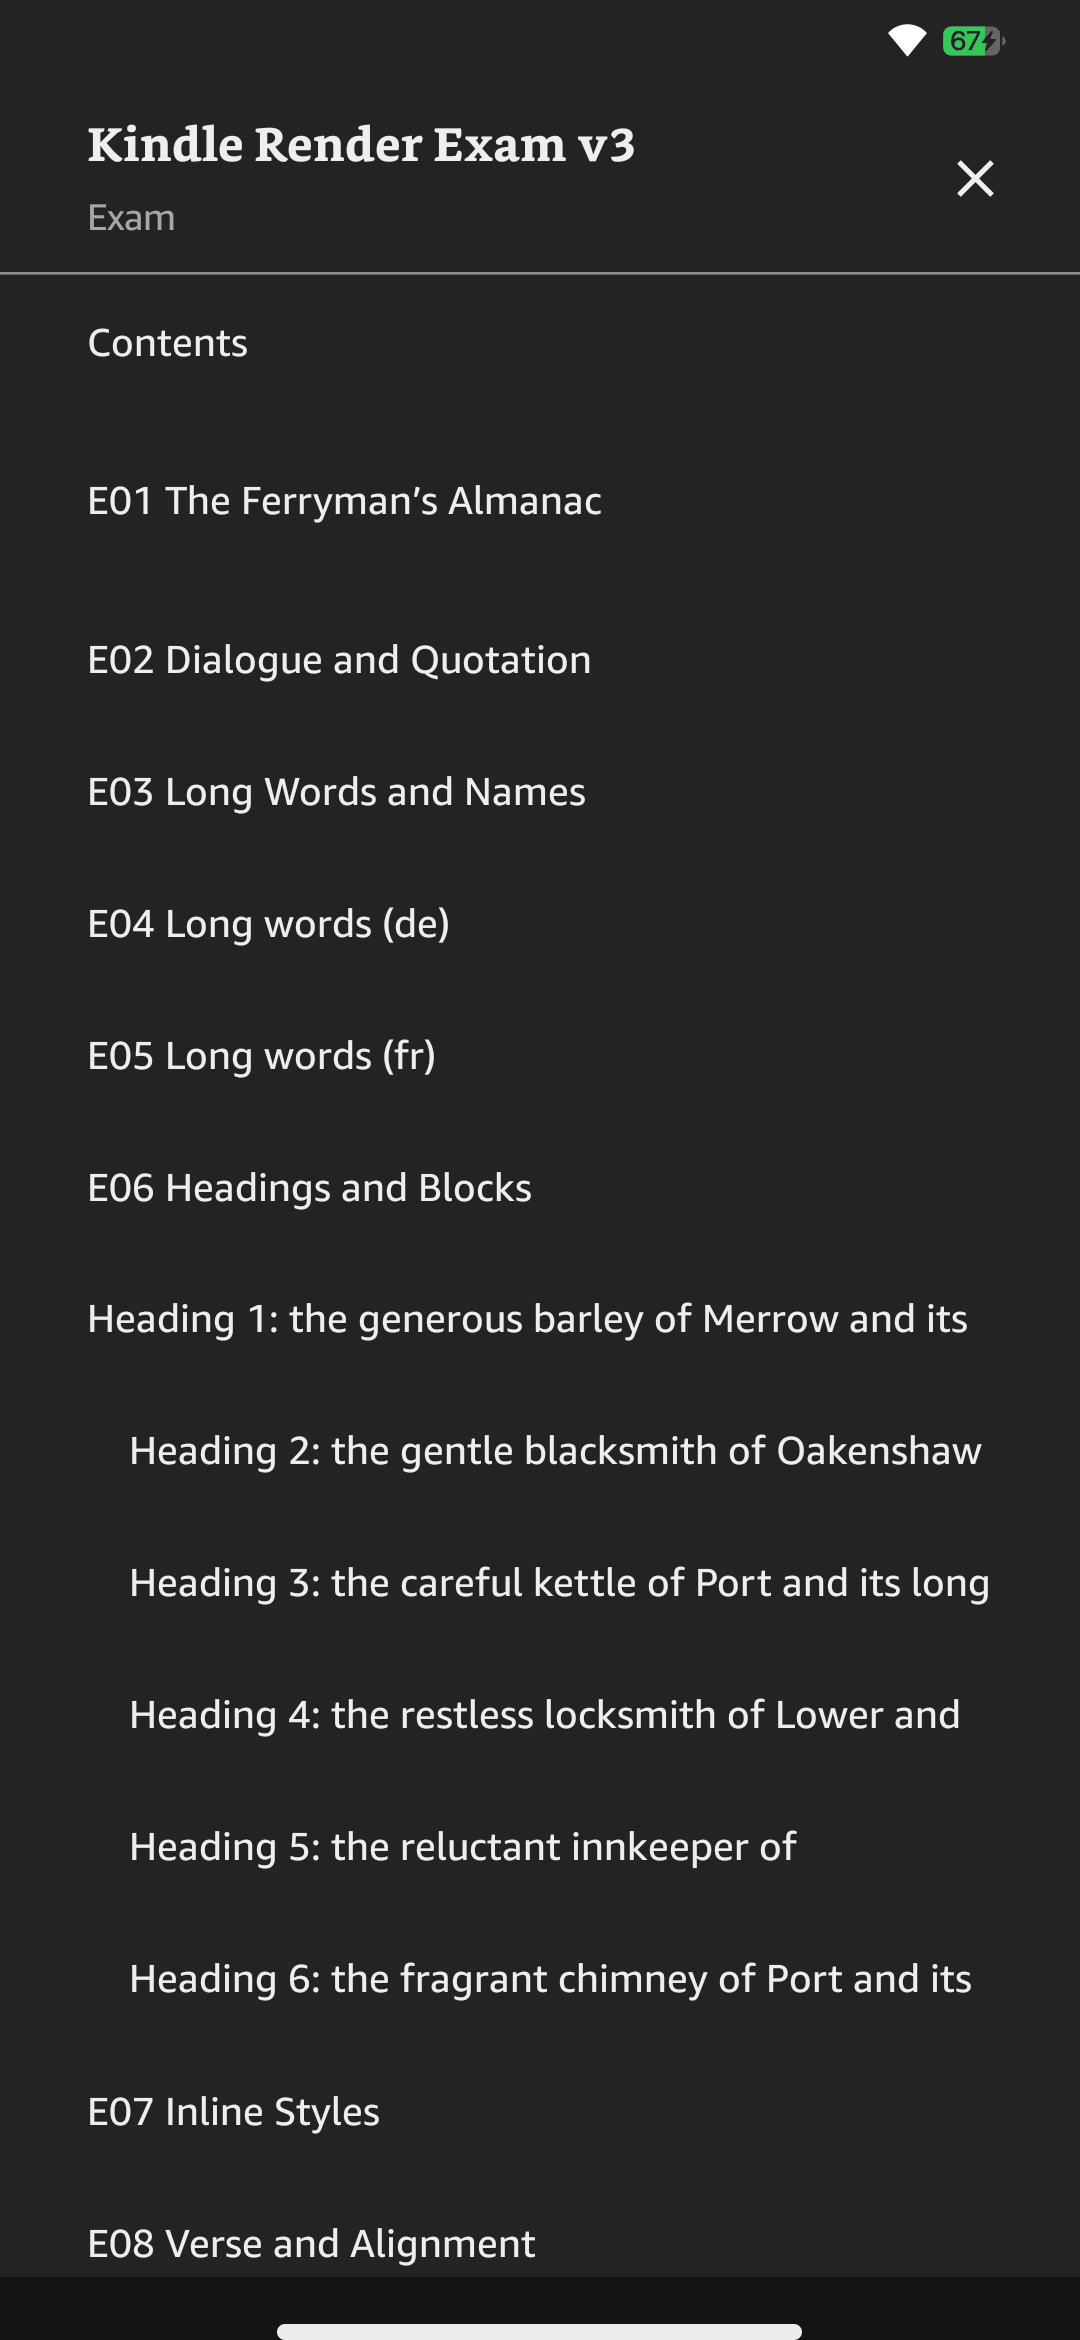 67
Kindle Render Exam v3
Exam
Contents
E01 The Ferryman’s Almanac
E02 Dialogue and Quotation
E03 Long Words and Names
E04 Long words (de)
E05 Long words (fr)
E06 Headings and Blocks
Heading 1: the generous barley of Merrow and its
Heading 2: the gentle blacksmith of Oakenshaw
Heading 3: the careful kettle of Port and its long
Heading 4: the restless locksmith of Lower and
Heading 5: the reluctant innkeeper of
Heading 6: the fragrant chimney of Port and its
E07 Inline Styles
E08 Verse and Alignment